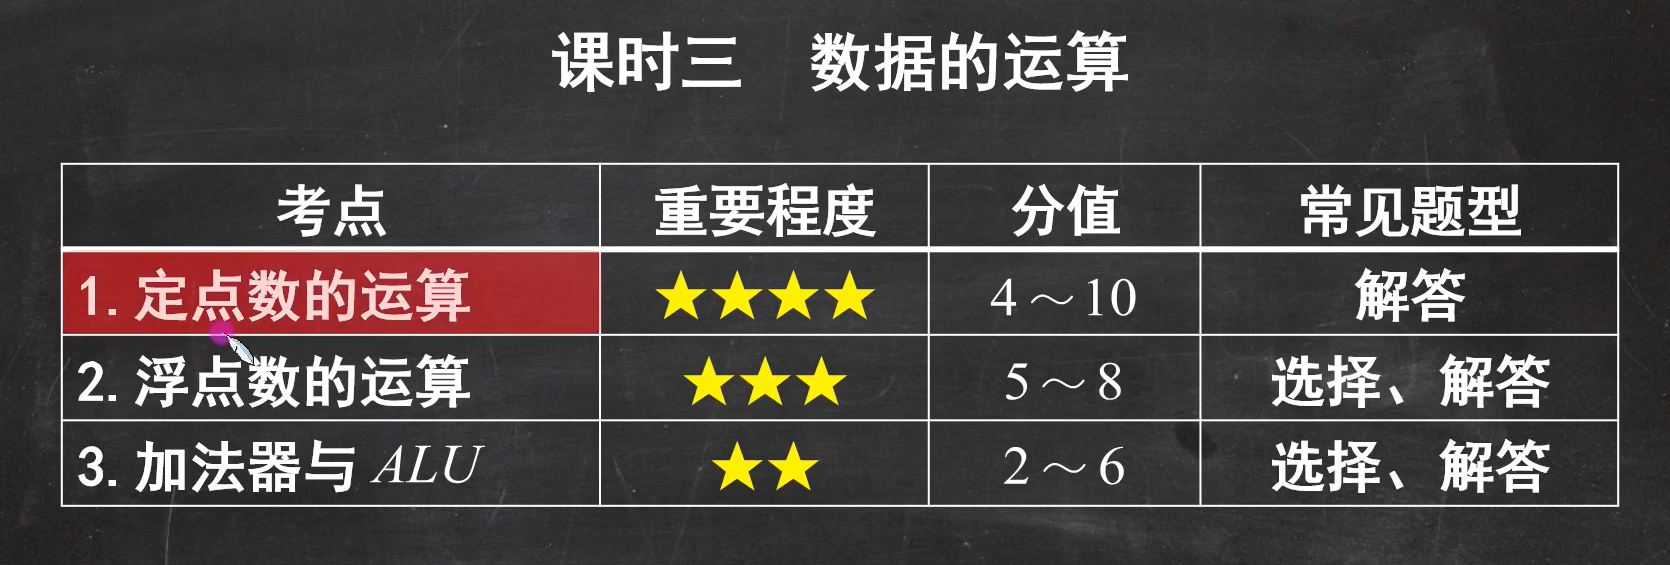 课时三 数据的运算
考点 重要程度 分值 常见题型
1.定点数的运算 ★★★★ 4～10 解答
2.浮点数的运算 ★★★ 5～8 选择、解答
3.加法器与 ALU ★★ 2～6 选择、解答